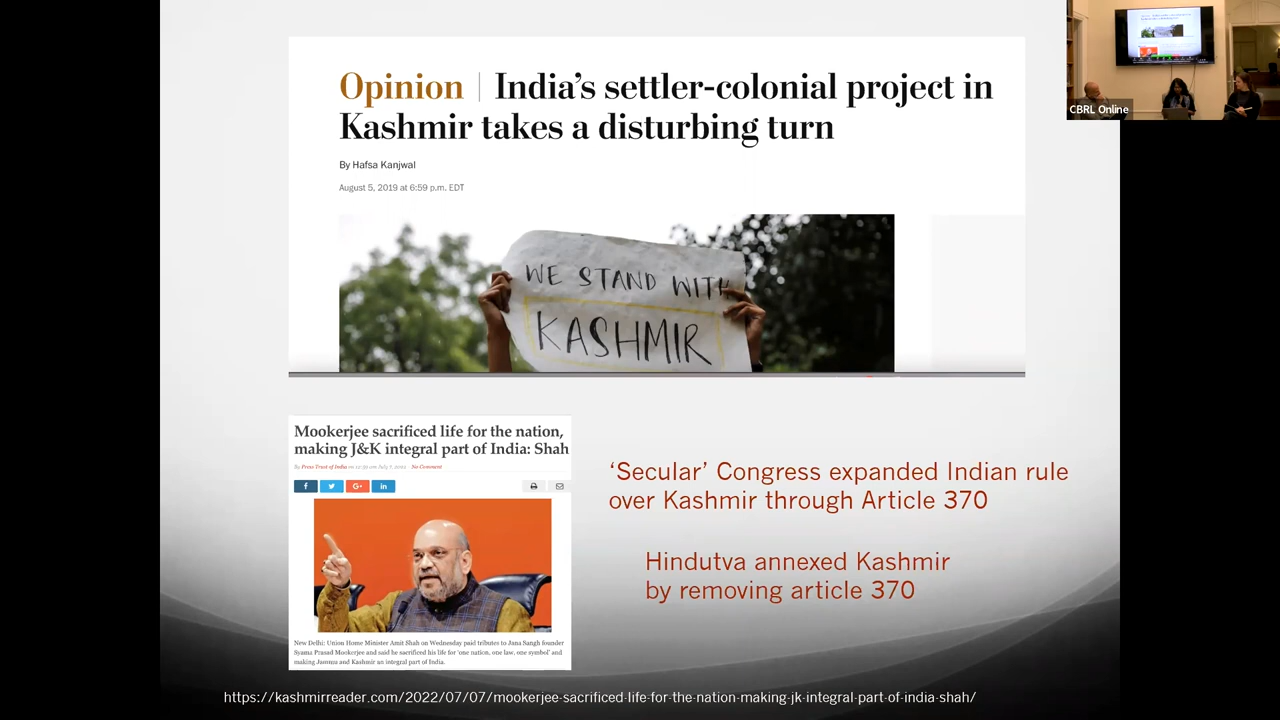 Opinion | India's settler-colonial project in
Kashmir takes a disturbing turn
By Hafsa Kanjwal
August 5, 2019 at 6:59 p.m. EDT
WE STAND WITH
KASHMIR
CBRL Online
Mookerjee sacrificed life for the nation,
making J&K integral part of India: Shah
By Press Trust of India on July 7, 2022 · No Comment
‘Secular’ Congress expanded Indian rule
over Kashmir through Article 370
Hindutva annexed Kashmir
by removing article 370
New Delhi: Union Home Minister Amit Shah on Wednesday paid tributes to Jana Sangh founder
Syama Prasad Mookerjee and said he sacrificed his life for 'one nation, one law, one symbol' and
making Jammu and Kashmir an integral part of India.
https://kashmirreader.com/2022/07/07/mookerjee-sacrificed-life-for-the-nation-making-jk-integral-part-of-india-shah/